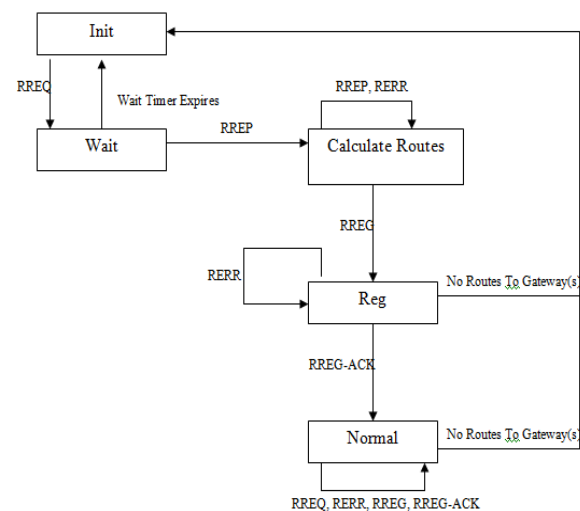 Init
RREQ
Wait Timer Expires
RREP, RERR
Wait
RREP
Calculate Routes
RREG
RERR
Reg
No Routes To Gateway(s)
RREG-ACK
Normal
No Routes To Gateway(s)
RREQ, RERR, RREG, RREG-ACK